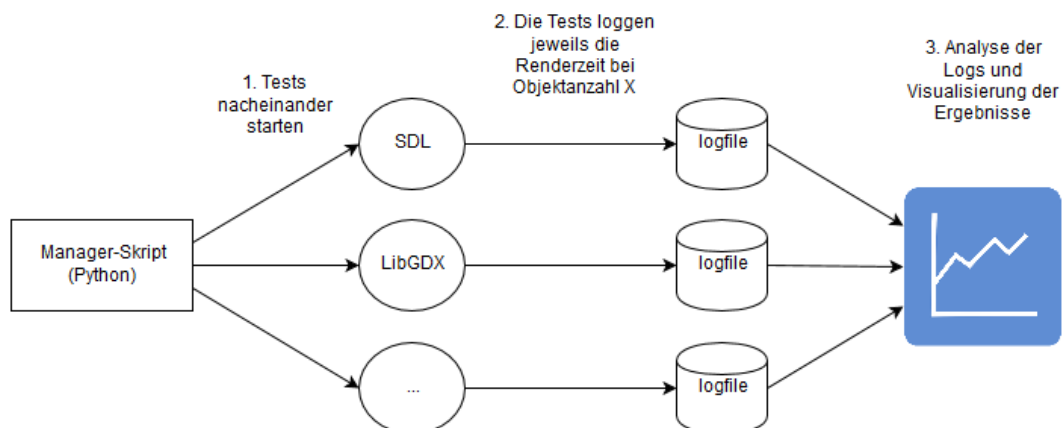 1. Tests
nacheinander
starten
2. Die Tests loggen
jeweils die
Renderzeit bei
Objektanzahl X
3. Analyse der
Logs und
Visualisierung der
Ergebnisse
Manager-Skript
(Python)
SDL
logfile
LibGDX
logfile
...
logfile